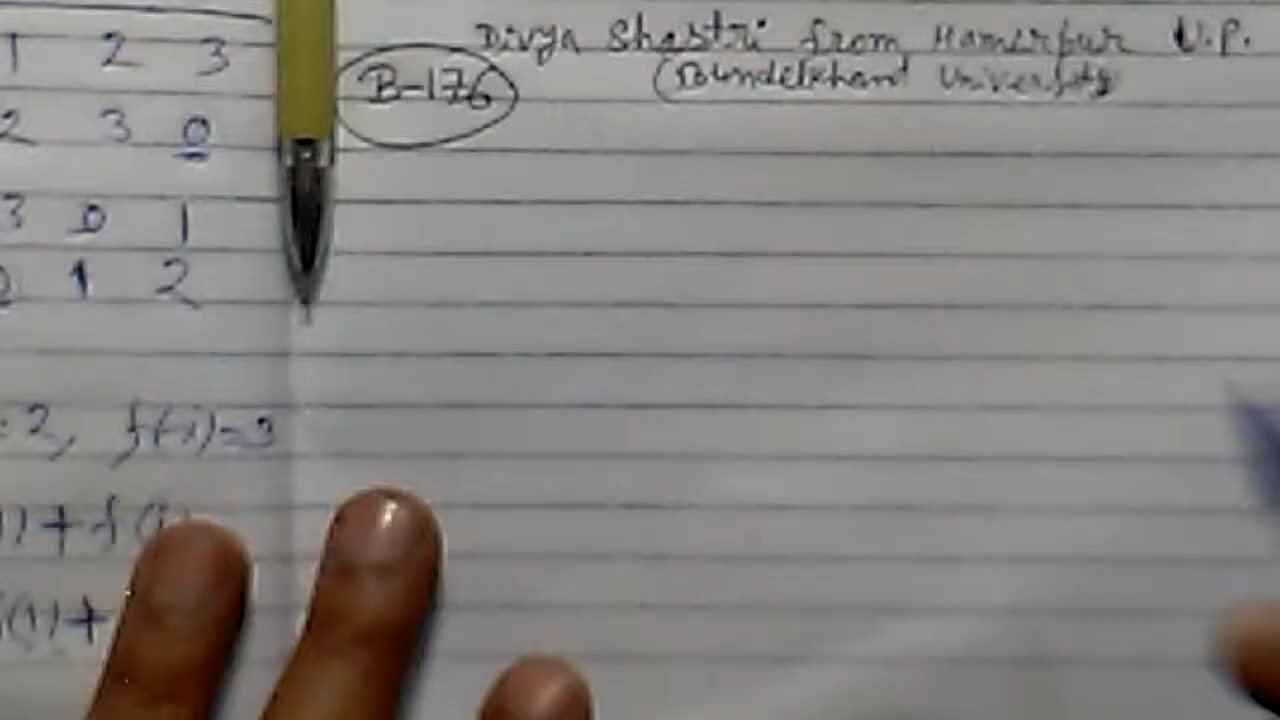 1 2 3
2 3 0
3 0 1
0 1 2
= 2, f(-i)=3
1) + f(i
(1) +
B-176
Divya Shastri from Hamirpur U.P.
(Bundelkhand University